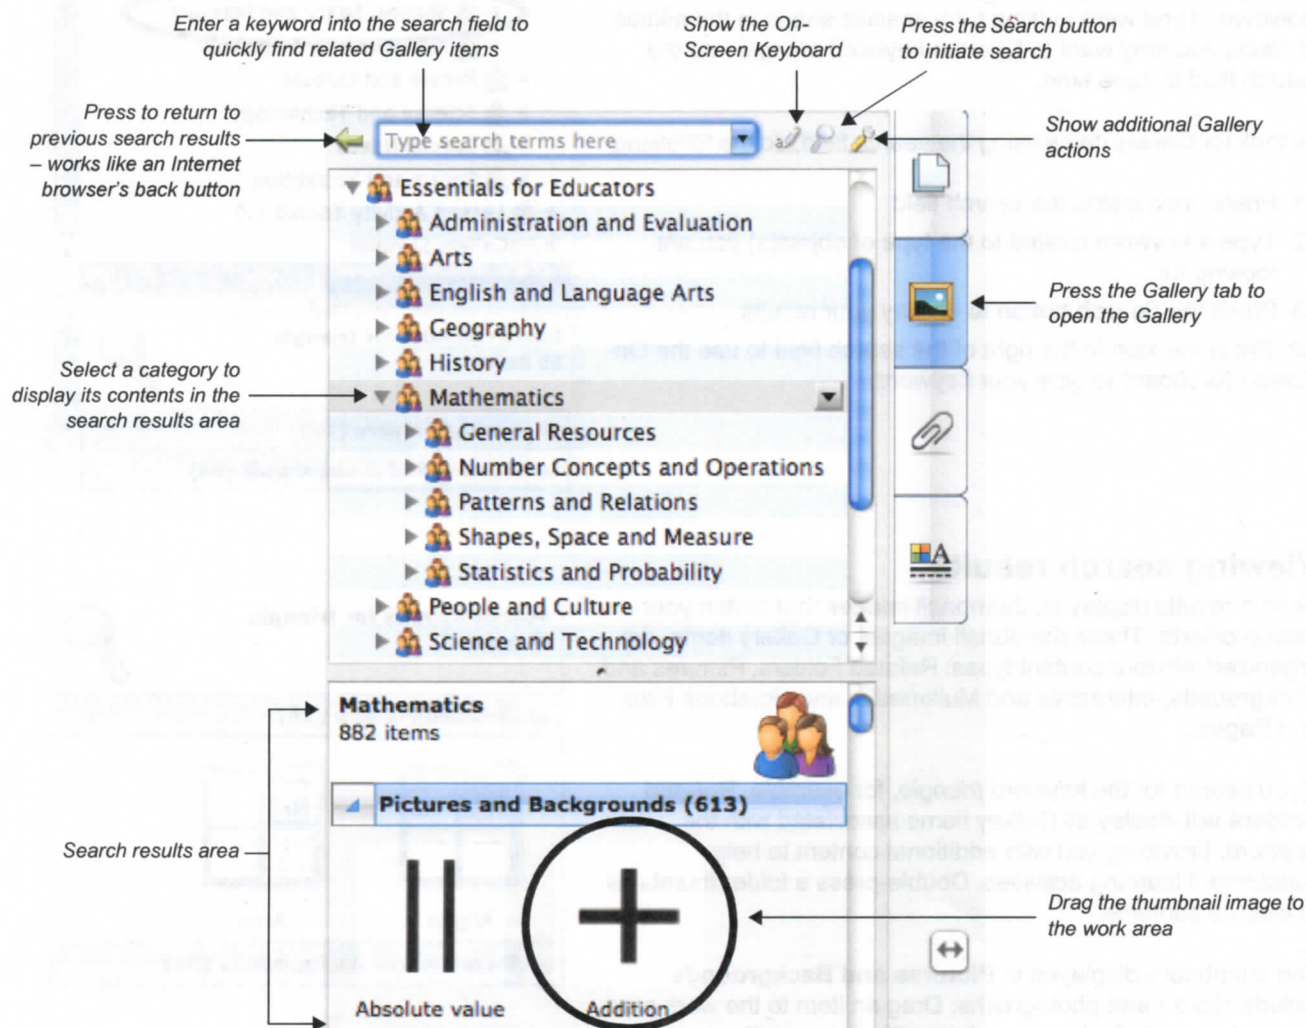 Enter a keyword into the search field to
quickly find related Gallery items
Show the On-
Screen Keyboard
Press the Search button
to initiate search
Press to return to
previous search results
– works like an Internet
browser's back button
Type search terms here
Show additional Gallery
actions
Essentials for Educators
Administration and Evaluation
Arts
English and Language Arts
Geography
History
Mathematics
General Resources
Number Concepts and Operations
Patterns and Relations
Shapes, Space and Measure
Statistics and Probability
People and Culture
Science and Technology
Press the Gallery tab to
open the Gallery
Select a category to
display its contents in the
search results area
Mathematics
882 items
Pictures and Backgrounds (613)
Search results area
Absolute value
Addition
Drag the thumbnail image to
the work area